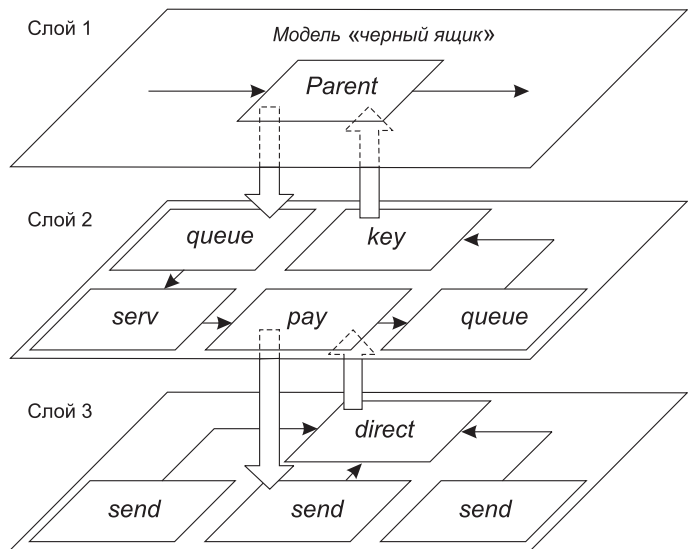 Слой 1
Модель «черный ящик»
Parent
Слой 2
queue
key
serv
pay
queue
Слой 3
direct
send
send
send